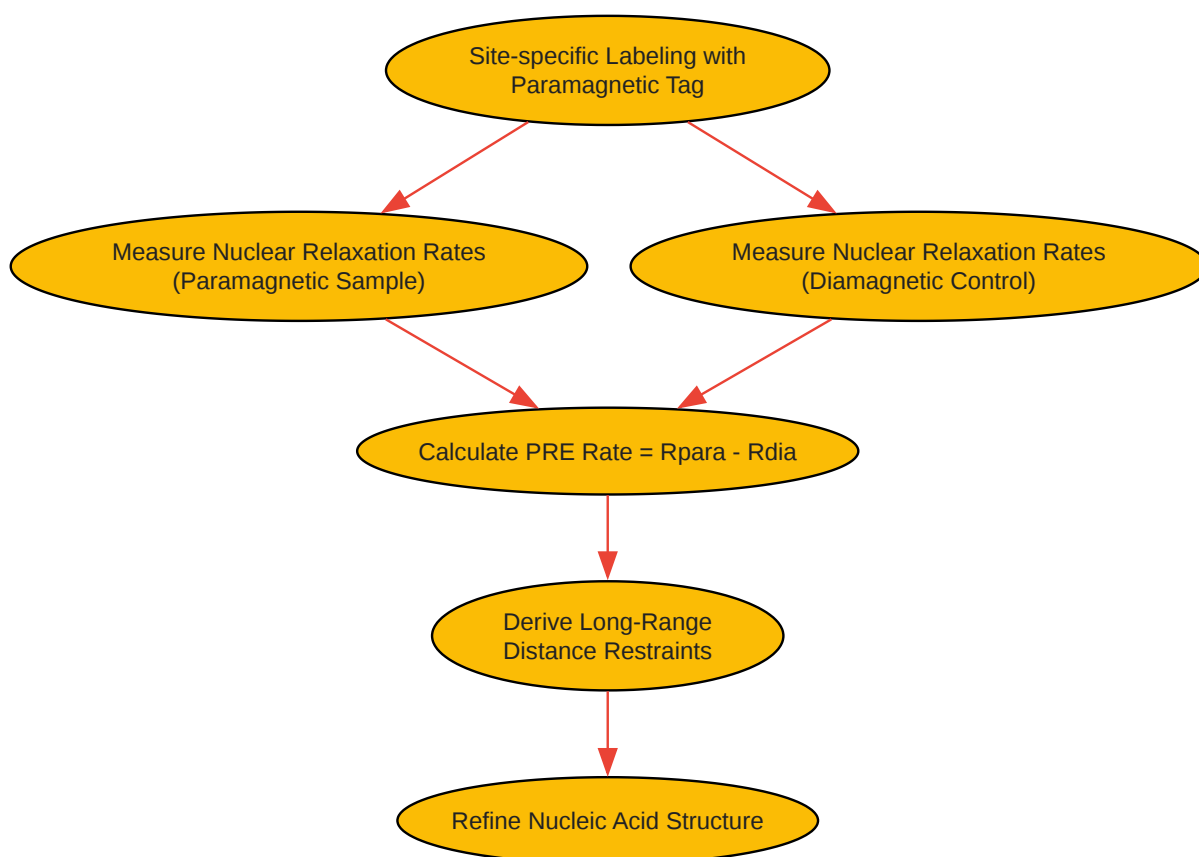 Site-specific Labeling with
Paramagnetic Tag
Measure Nuclear Relaxation Rates
(Paramagnetic Sample)
Measure Nuclear Relaxation Rates
(Diamagnetic Control)
Calculate PRE Rate = Rpara - Rdia
Derive Long-Range
Distance Restraints
Refine Nucleic Acid Structure